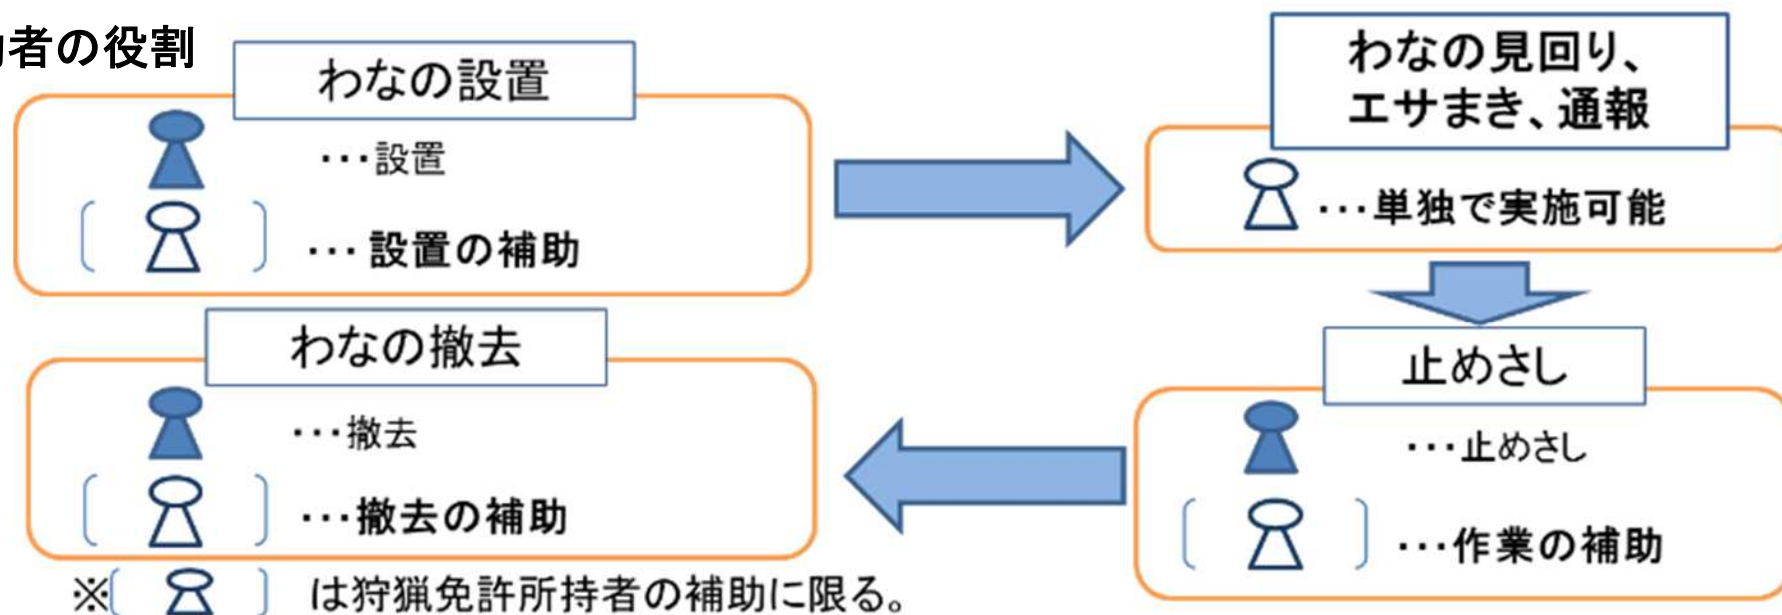 者の役割
わなの設置
・・・設置
・・・設置の補助
わなの見回り、
エサまき、通報
・・・単独で実施可能
止めさし
・・・止めさし
・・・作業の補助
わなの撤去
・・・撤去
・・・撤去の補助
※〔 〕は狩猟免許所持者の補助に限る。